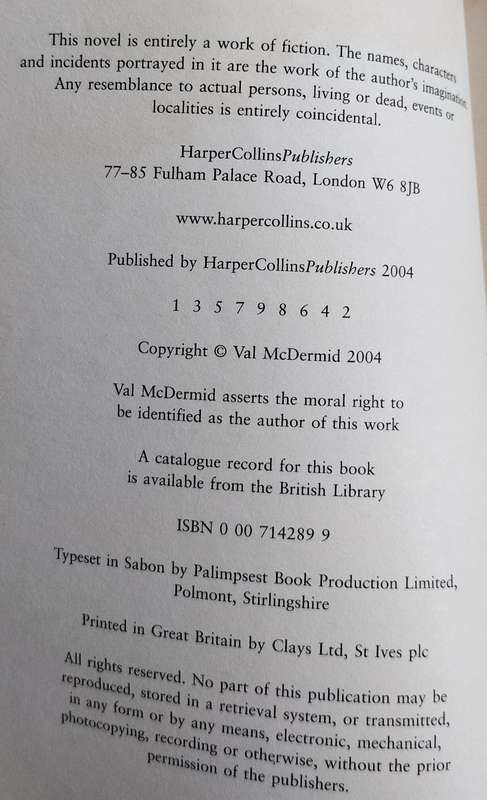 This novel is entirely a work of fiction. The names, characters
and incidents portrayed in it are the work of the author's imagination.
Any resemblance to actual persons, living or dead, events or
localities is entirely coincidental.
HarperCollinsPublishers
77–85 Fulham Palace Road, London W6 8JB
www.harpercollins.co.uk
Published by HarperCollinsPublishers 2004
1 3 5 7 9 8 6 4 2
Copyright © Val McDermid 2004
Val McDermid asserts the moral right to
be identified as the author of this work
A catalogue record for this book
is available from the British Library
ISBN 0 00 714289 9
Typeset in Sabon by Palimpsest Book Production Limited,
Polmont, Stirlingshire
Printed in Great Britain by Clays Ltd, St Ives plc
All rights reserved. No part of this publication may be
reproduced, stored in a retrieval system, or transmitted,
in any form or by any means, electronic, mechanical,
photocopying, recording or otherwise, without the prior
permission of the publishers.